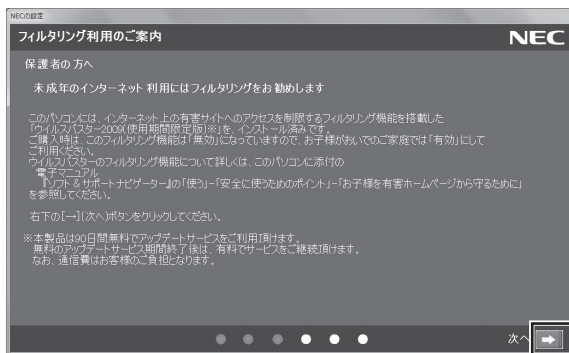 NECの設定
フィルタリング利用のご案内
NEC
保護者の方へ
未成年のインターネット利用にはフィルタリングをお勧めします
このパソコンには、インターネット上の有害サイトへのアクセスを制限するフィルタリング機能を搭載した
「ウイルスバスター2009(使用期間限定版)※」を、インストール済みです。
ご購入時は、このフィルタリング機能は「無効」になっていますので、お子様がおいでのご家庭では「有効」にして
ご利用ください。
ウイルスバスターのフィルタリング機能について詳しくは、このパソコンに添付の
電子マニュアル
『ソフト＆サポートナビゲーター』の「使う」-「安全に使うためのポイント」-「お子様を有害ホームページから守るために」
を参照してください。
右下の[→](次へ)ボタンをクリックしてください。
※本製品は90日間無料でアップデートサービスをご利用頂けます。
無料のアップデートサービス期間終了後は、有料でサービスをご継続頂けます。
なお、通信費はお客様のご負担となります。
次へ